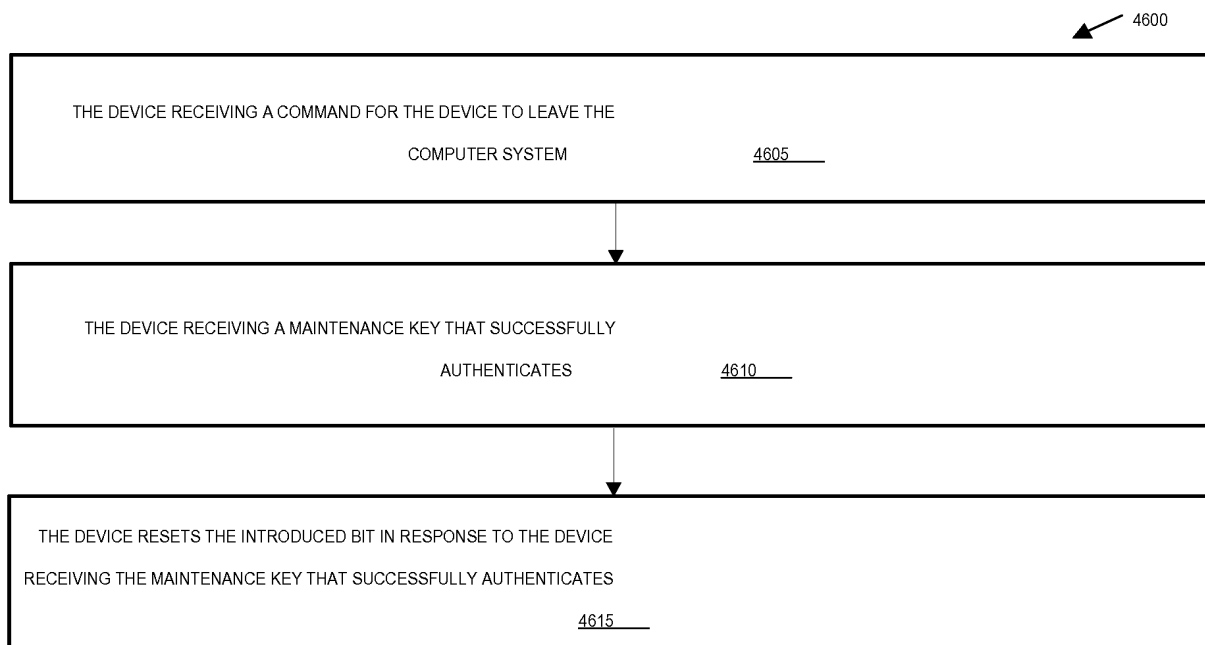 4600
THE DEVICE RECEIVING A COMMAND FOR THE DEVICE TO LEAVE THE
COMPUTER SYSTEM 4605
THE DEVICE RECEIVING A MAINTENANCE KEY THAT SUCCESSFULLY
AUTHENTICATES 4610
THE DEVICE RESETS THE INTRODUCED BIT IN RESPONSE TO THE DEVICE
RECEIVING THE MAINTENANCE KEY THAT SUCCESSFULLY AUTHENTICATES
4615